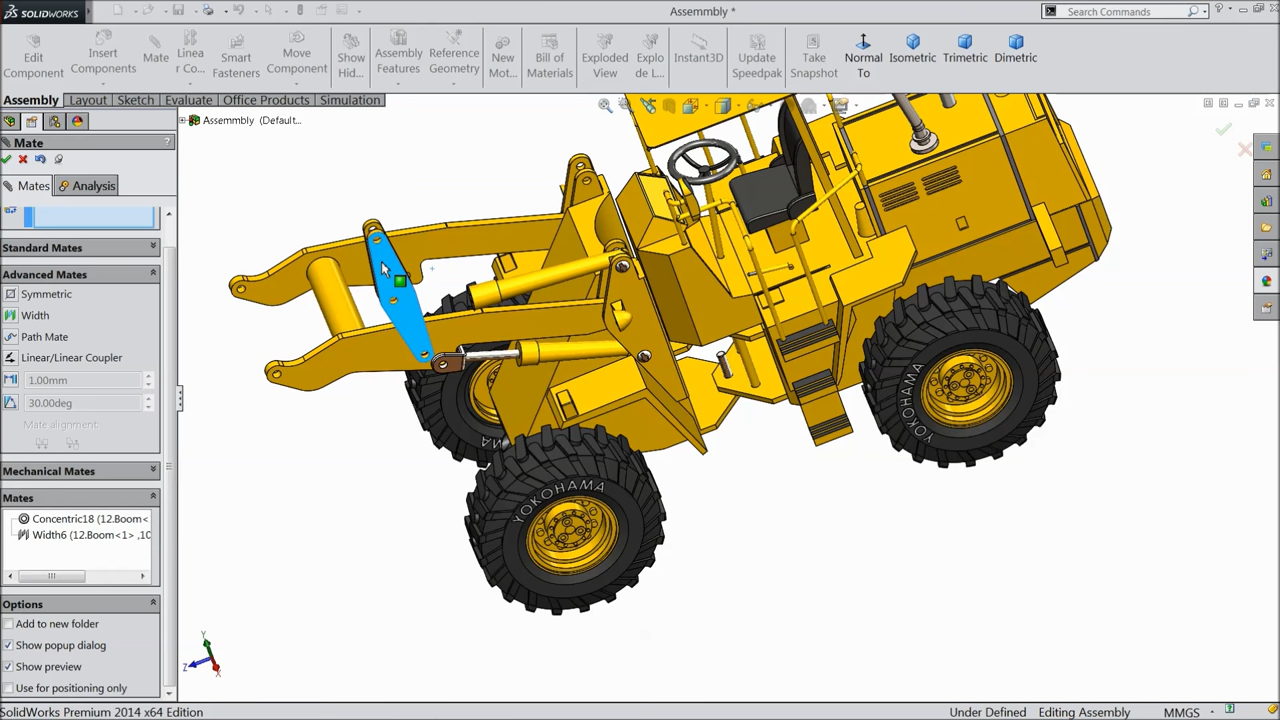 SOLIDWORKS
Assemmbly *
Search Commands
Edit
Component
Insert
Components
Mate
Linea
r Co...
Smart
Fasteners
Move
Component
Show
Hid...
Assembly
Features
Reference
Geometry
New
Mot...
Bill of
Materials
Exploded
View
Explo
de L...
Instant3D
Update
Speedpak
Take
Snapshot
Normal
To
Isometric
Trimetric
Dimetric
Assembly
Layout
Sketch
Evaluate
Office Products
Simulation
Assemmbly (Default...
Mate
?
Mates
Analysis
Standard Mates
Advanced Mates
Symmetric
Width
Path Mate
Linear/Linear Coupler
1.00mm
30.00deg
Mate alignment:
Mechanical Mates
Mates
Concentric18 (12.Boom<
Width6 (12.Boom<1> ,10
Options
Add to new folder
Show popup dialog
Show preview
Use for positioning only
YOKOHAMA
YOKOHAMA
MA
Y
Z
X
SolidWorks Premium 2014 x64 Edition
Under Defined
Editing Assembly
MMGS